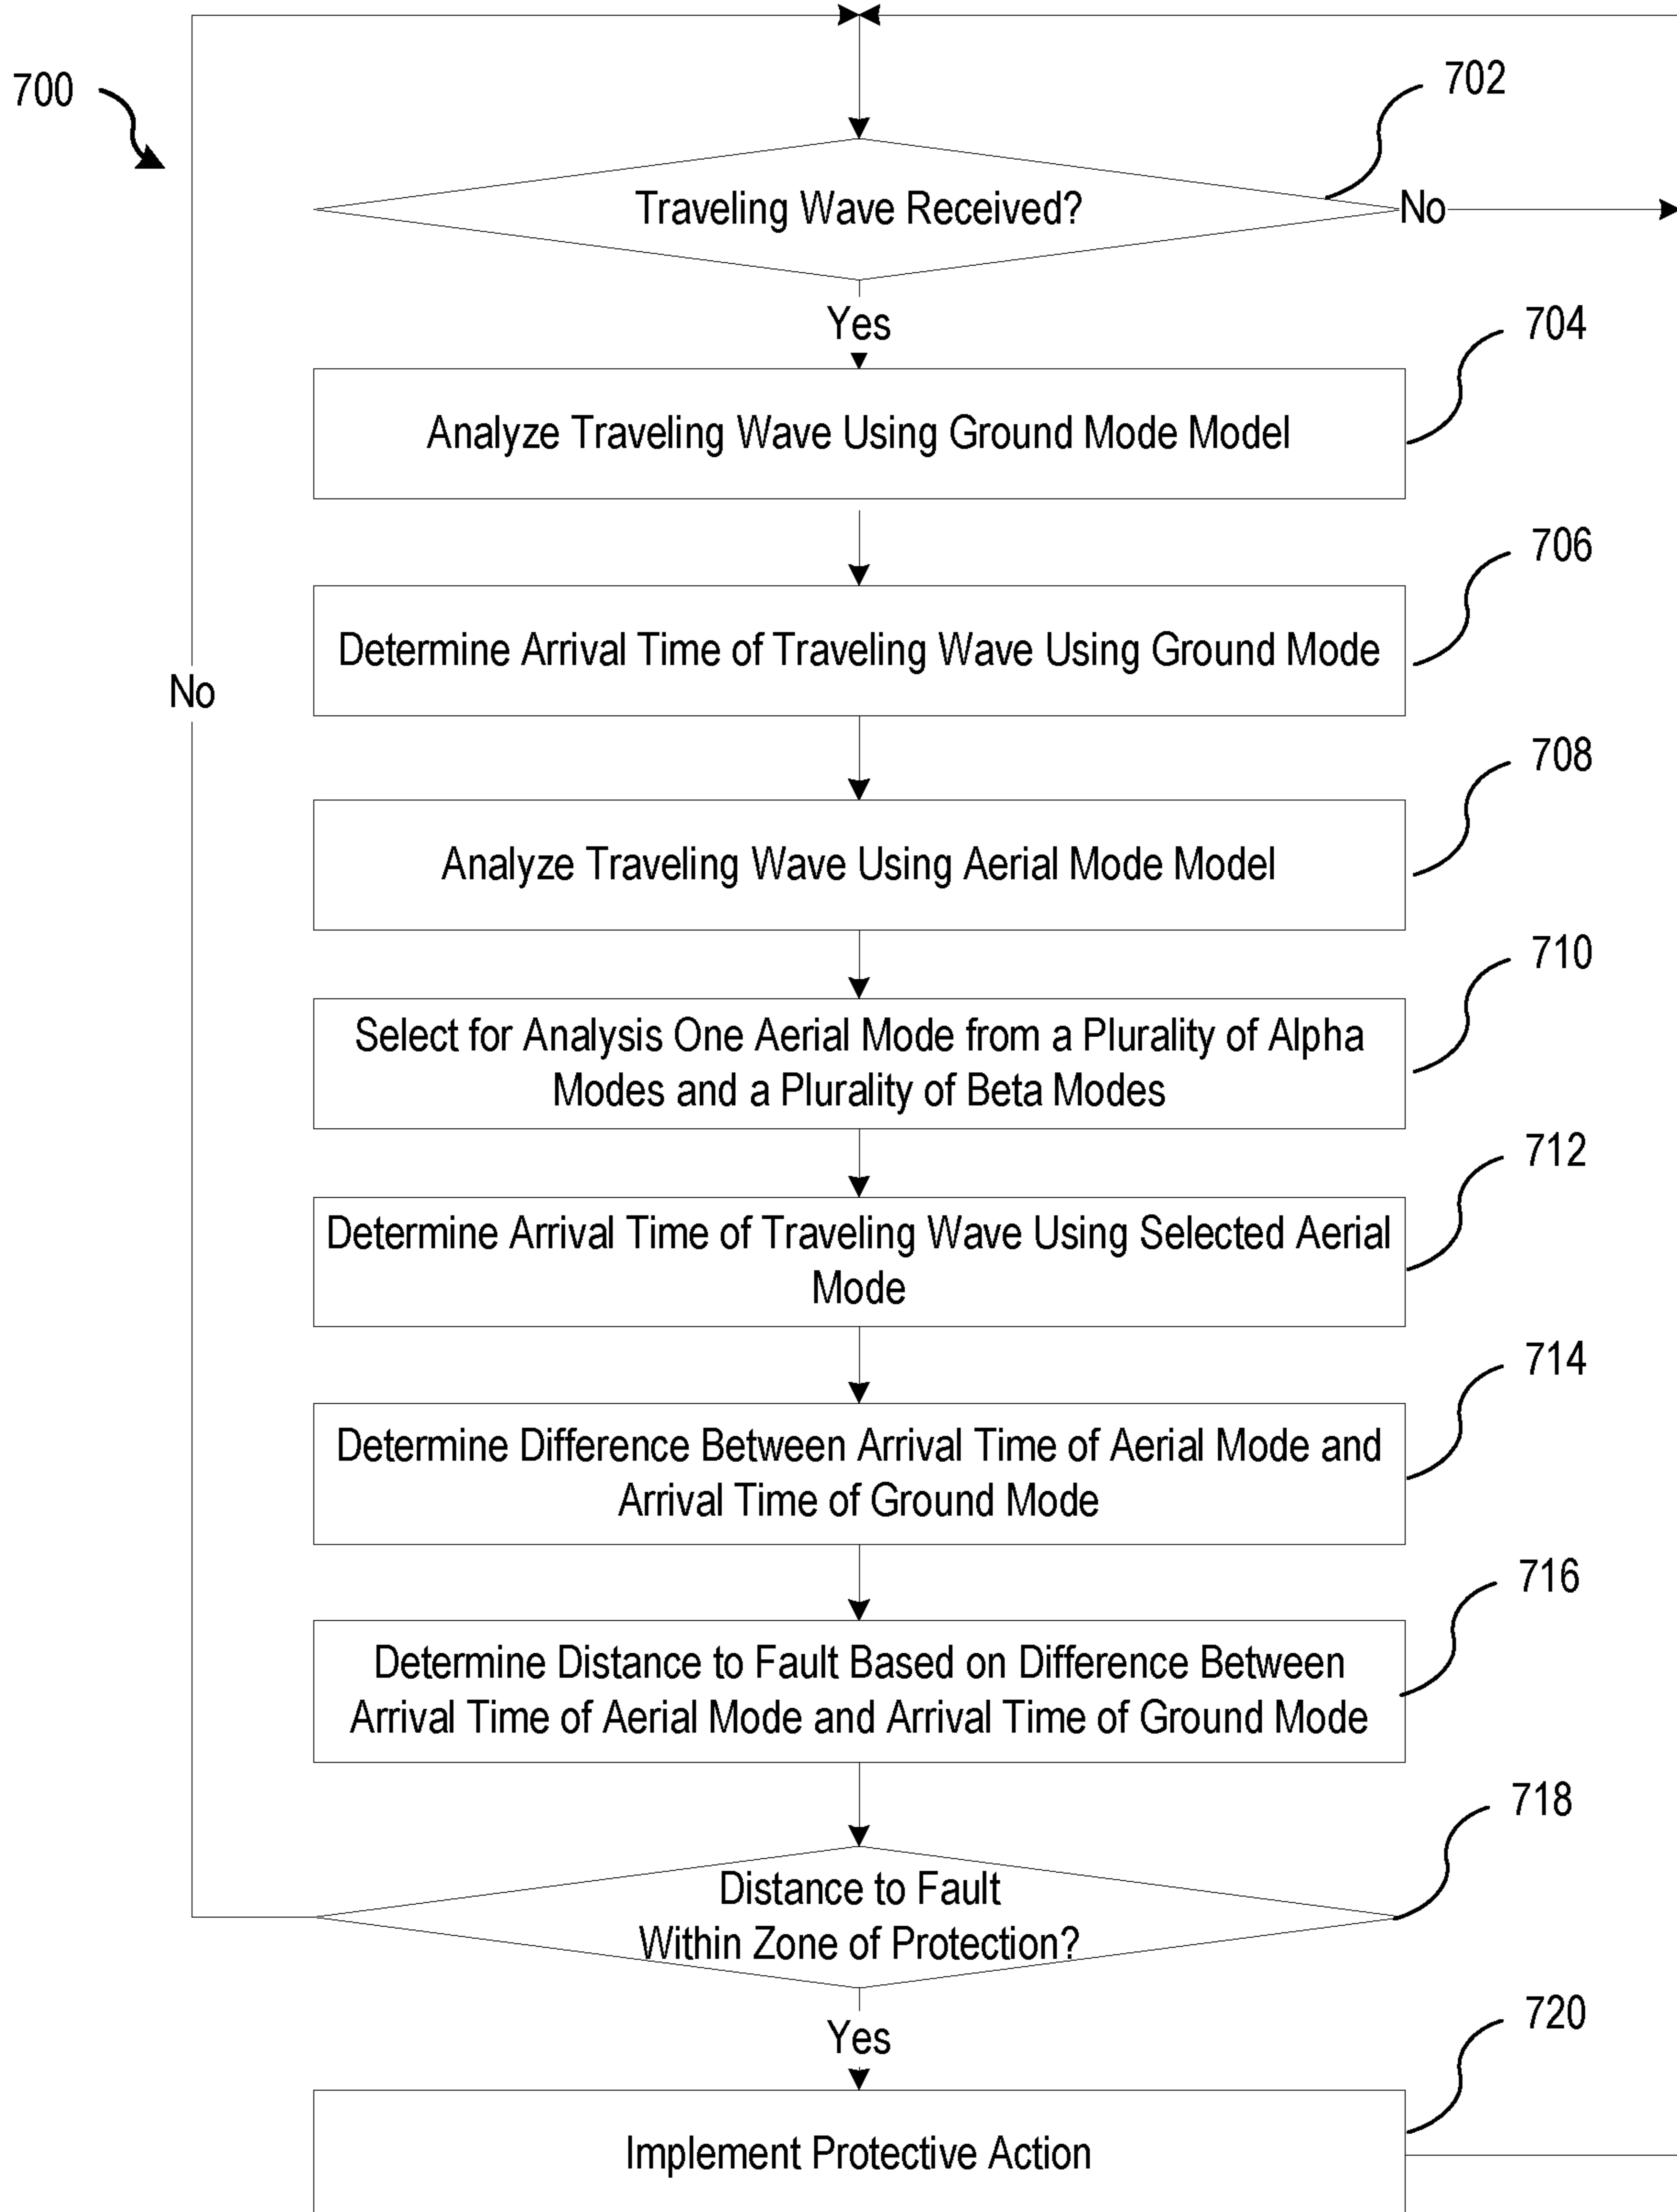 700
702
Traveling Wave Received?
No
Yes
704
Analyze Traveling Wave Using Ground Mode Model
706
Determine Arrival Time of Traveling Wave Using Ground Mode
No
708
Analyze Traveling Wave Using Aerial Mode Model
710
Select for Analysis One Aerial Mode from a Plurality of Alpha
Modes and a Plurality of Beta Modes
712
Determine Arrival Time of Traveling Wave Using Selected Aerial
Mode
714
Determine Difference Between Arrival Time of Aerial Mode and
Arrival Time of Ground Mode
716
Determine Distance to Fault Based on Difference Between
Arrival Time of Aerial Mode and Arrival Time of Ground Mode
718
Distance to Fault
Within Zone of Protection?
Yes
720
Implement Protective Action